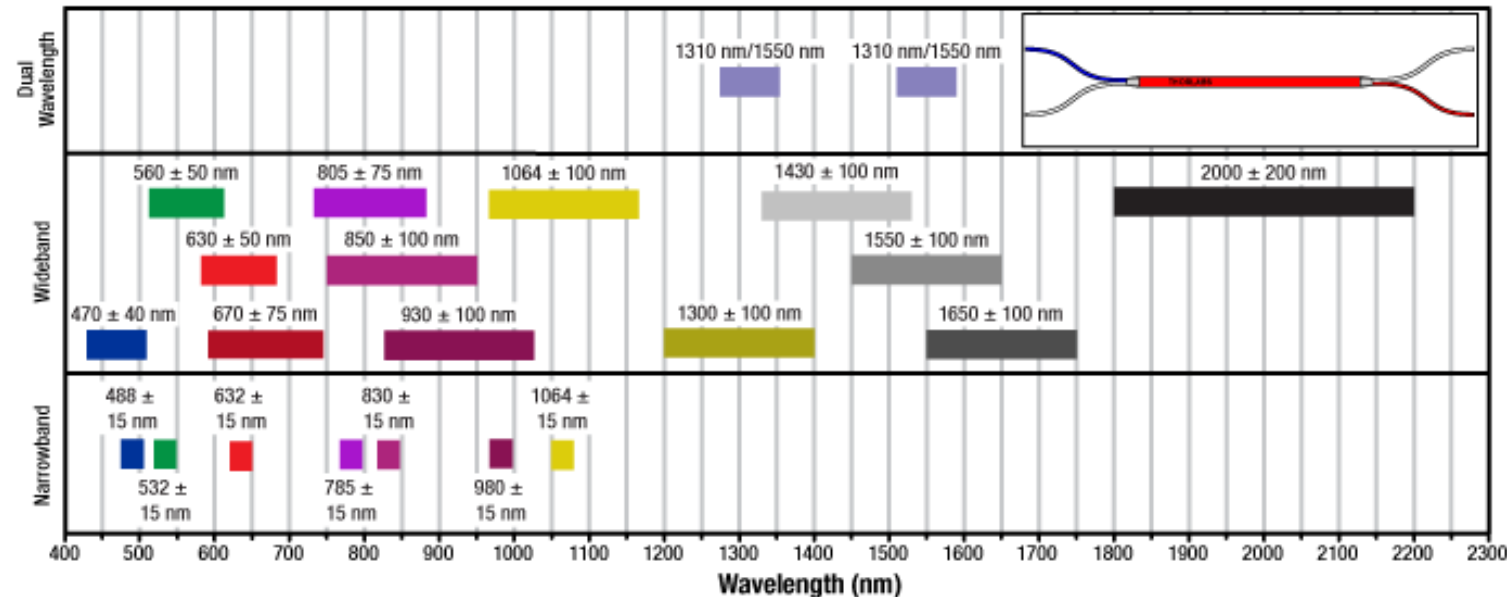 Dual
Wavelength
1310 nm/1550 nm
1310 nm/1550 nm
THORLABS
Wideband
560 ± 50 nm
805 ± 75 nm
1064 ± 100 nm
1430 ± 100 nm
2000 ± 200 nm
630 ± 50 nm
850 ± 100 nm
1550 ± 100 nm
470 ± 40 nm
670 ± 75 nm
930 ± 100 nm
1300 ± 100 nm
1650 ± 100 nm
Narrowband
488 ±
15 nm
632 ±
15 nm
830 ±
15 nm
1064 ±
15 nm
532 ±
15 nm
785 ±
15 nm
980 ±
15 nm
400 500 600 700 800 900 1000 1100 1200 1300 1400 1500 1600 1700 1800 1900 2000 2100 2200 2300
Wavelength (nm)